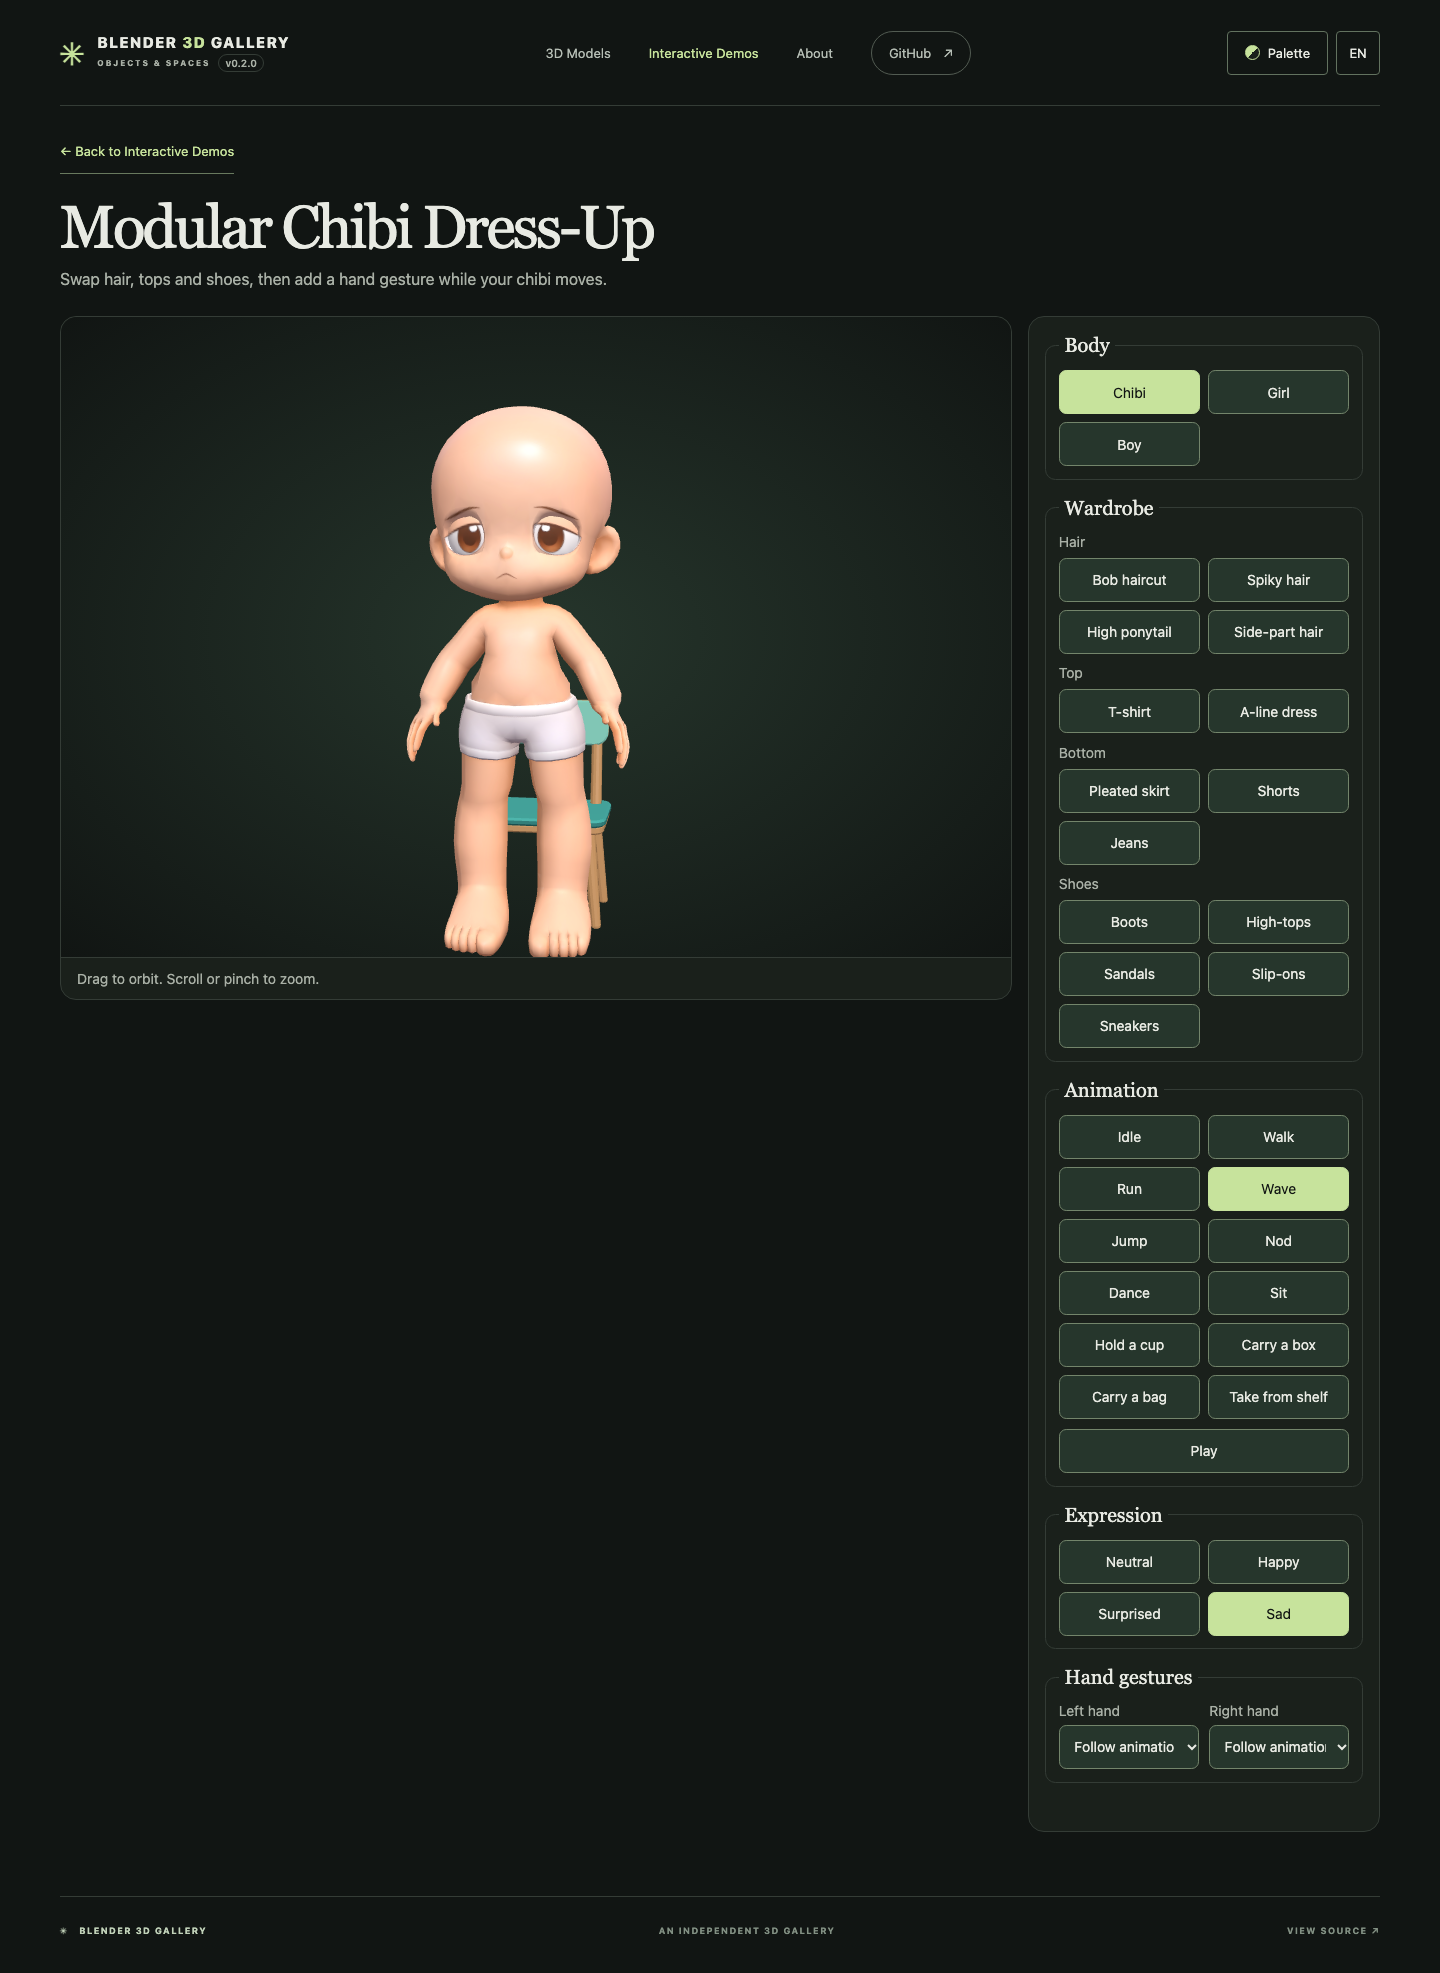 BLENDER 3D GALLERY
OBJECTS & SPACES v0.2.0
3D Models
Interactive Demos
About
GitHub ↗
Palette
EN
← Back to Interactive Demos
Modular Chibi Dress-Up
Swap hair, tops and shoes, then add a hand gesture while your chibi moves.
Drag to orbit. Scroll or pinch to zoom.
Body
Chibi
Girl
Boy
Wardrobe
Hair
Bob haircut
Spiky hair
High ponytail
Side-part hair
Top
T-shirt
A-line dress
Bottom
Pleated skirt
Shorts
Jeans
Shoes
Boots
High-tops
Sandals
Slip-ons
Sneakers
Animation
Idle
Walk
Run
Wave
Jump
Nod
Dance
Sit
Hold a cup
Carry a box
Carry a bag
Take from shelf
Play
Expression
Neutral
Happy
Surprised
Sad
Hand gestures
Left hand
Right hand
Follow animatio
Follow animation
BLENDER 3D GALLERY
AN INDEPENDENT 3D GALLERY
VIEW SOURCE ↗